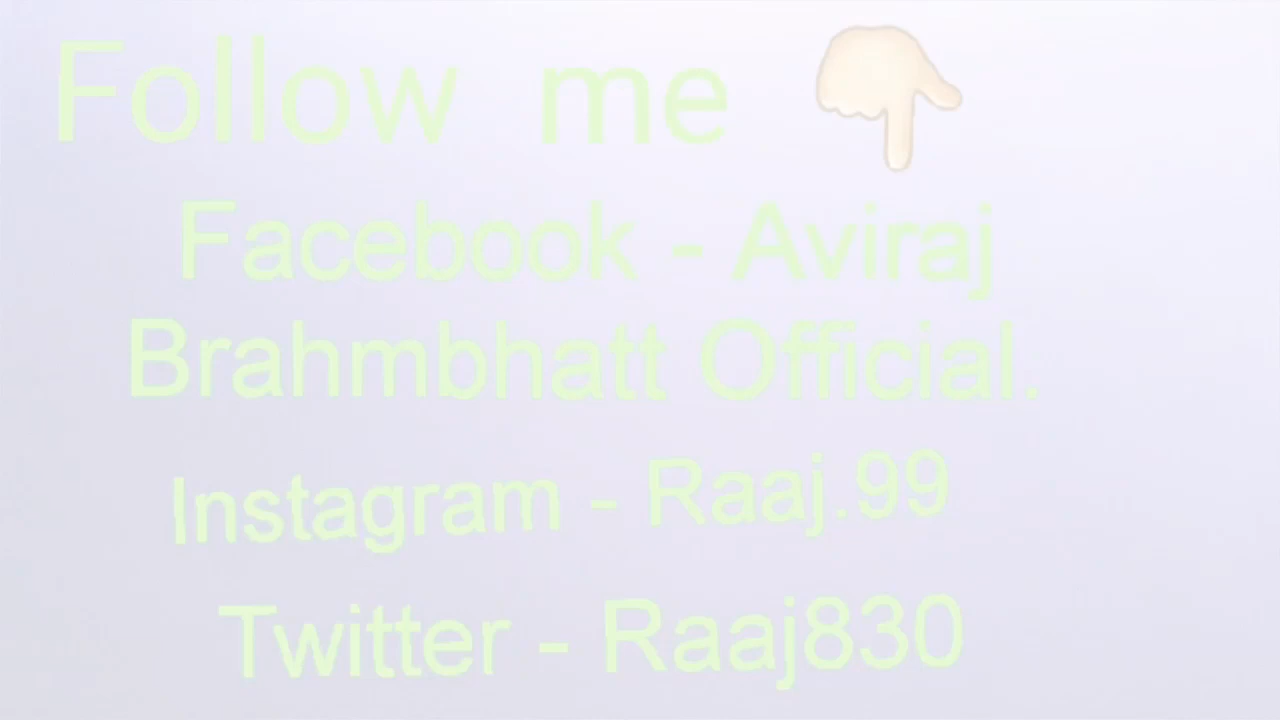 Follow me 👇🏻
Facebook - Aviraj
Brahmbhatt Official.
Instagram - Raaj.99
Twitter - Raaj830